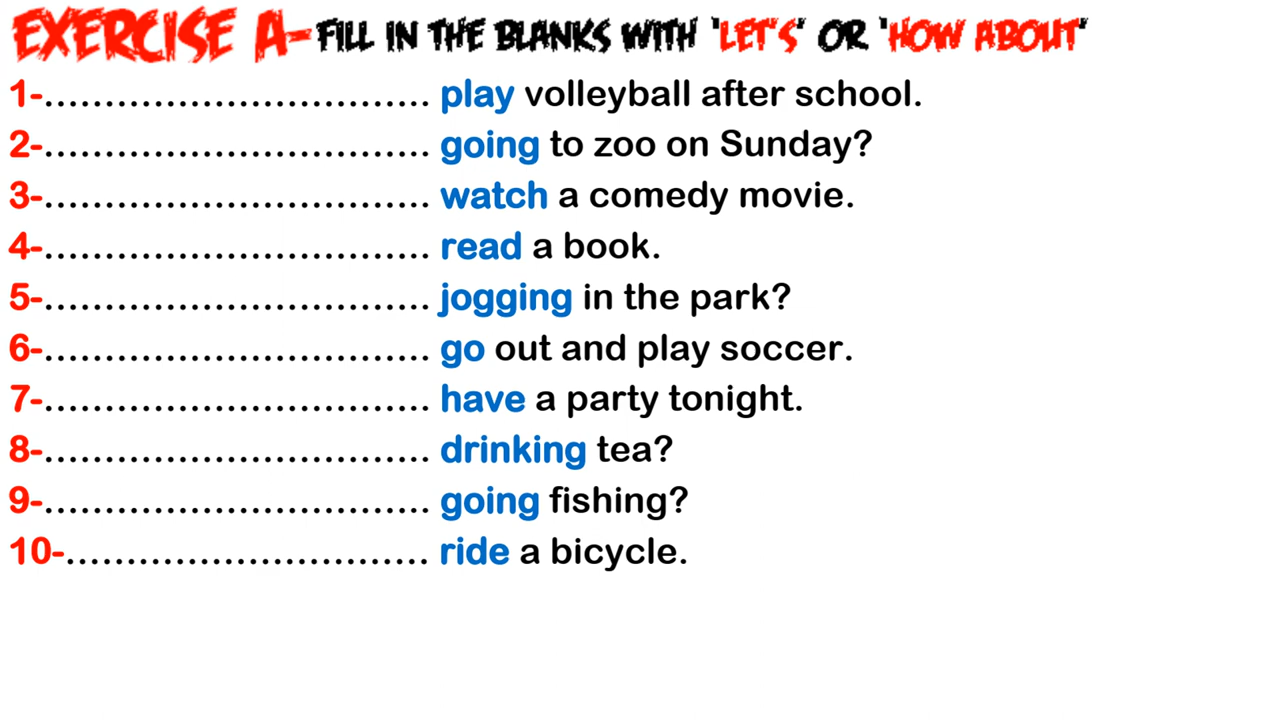 EXERCISE A- FILL IN THE BLANKS WITH 'LET'S' OR 'HOW ABOUT'
1-................................ play volleyball after school.
2-................................ going to zoo on Sunday?
3-................................ watch a comedy movie.
4-................................ read a book.
5-................................ jogging in the park?
6-................................ go out and play soccer.
7-................................ have a party tonight.
8-................................ drinking tea?
9-................................ going fishing?
10-.............................. ride a bicycle.